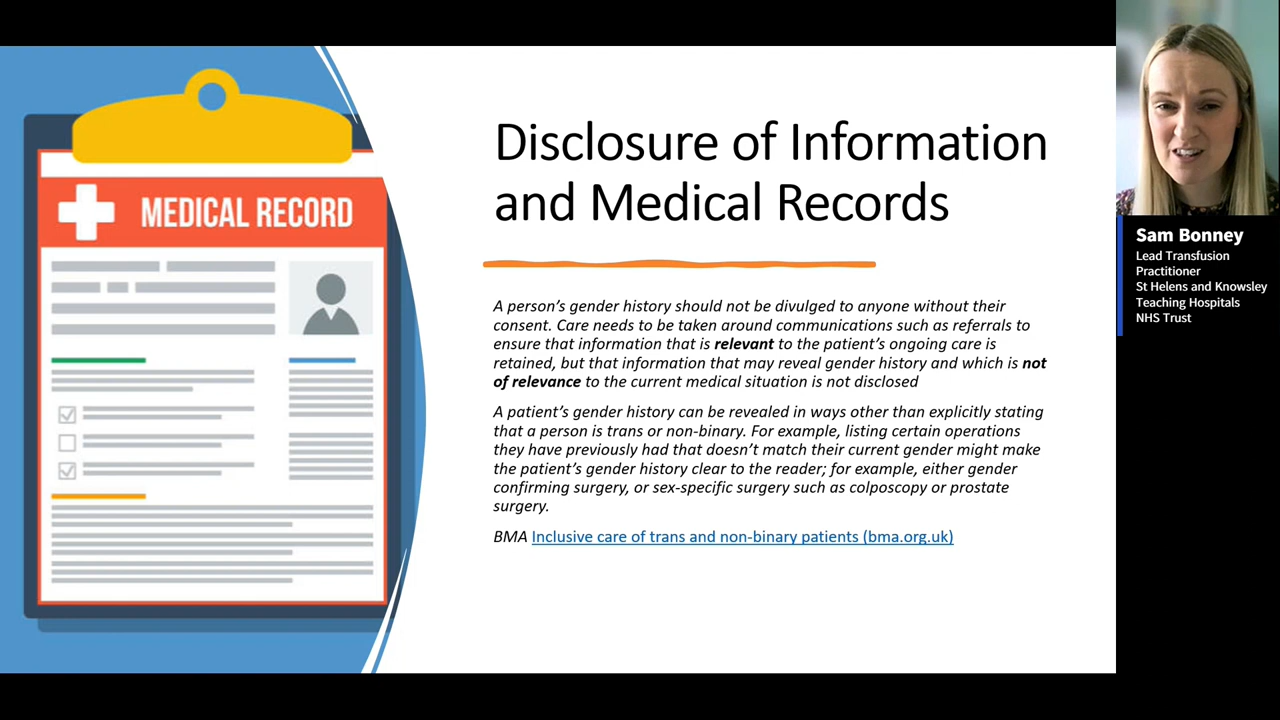 MEDICAL RECORD
Disclosure of Information
and Medical Records
A person's gender history should not be divulged to anyone without their
consent. Care needs to be taken around communications such as referrals to
ensure that information that is relevant to the patient's ongoing care is
retained, but that information that may reveal gender history and which is not
of relevance to the current medical situation is not disclosed
A patient's gender history can be revealed in ways other than explicitly stating
that a person is trans or non-binary. For example, listing certain operations
they have previously had that doesn't match their current gender might make
the patient's gender history clear to the reader; for example, either gender
confirming surgery, or sex-specific surgery such as colposcopy or prostate
surgery.
BMA Inclusive care of trans and non-binary patients (bma.org.uk)
Sam Bonney
Lead Transfusion
Practitioner
St Helens and Knowsley
Teaching Hospitals
NHS Trust